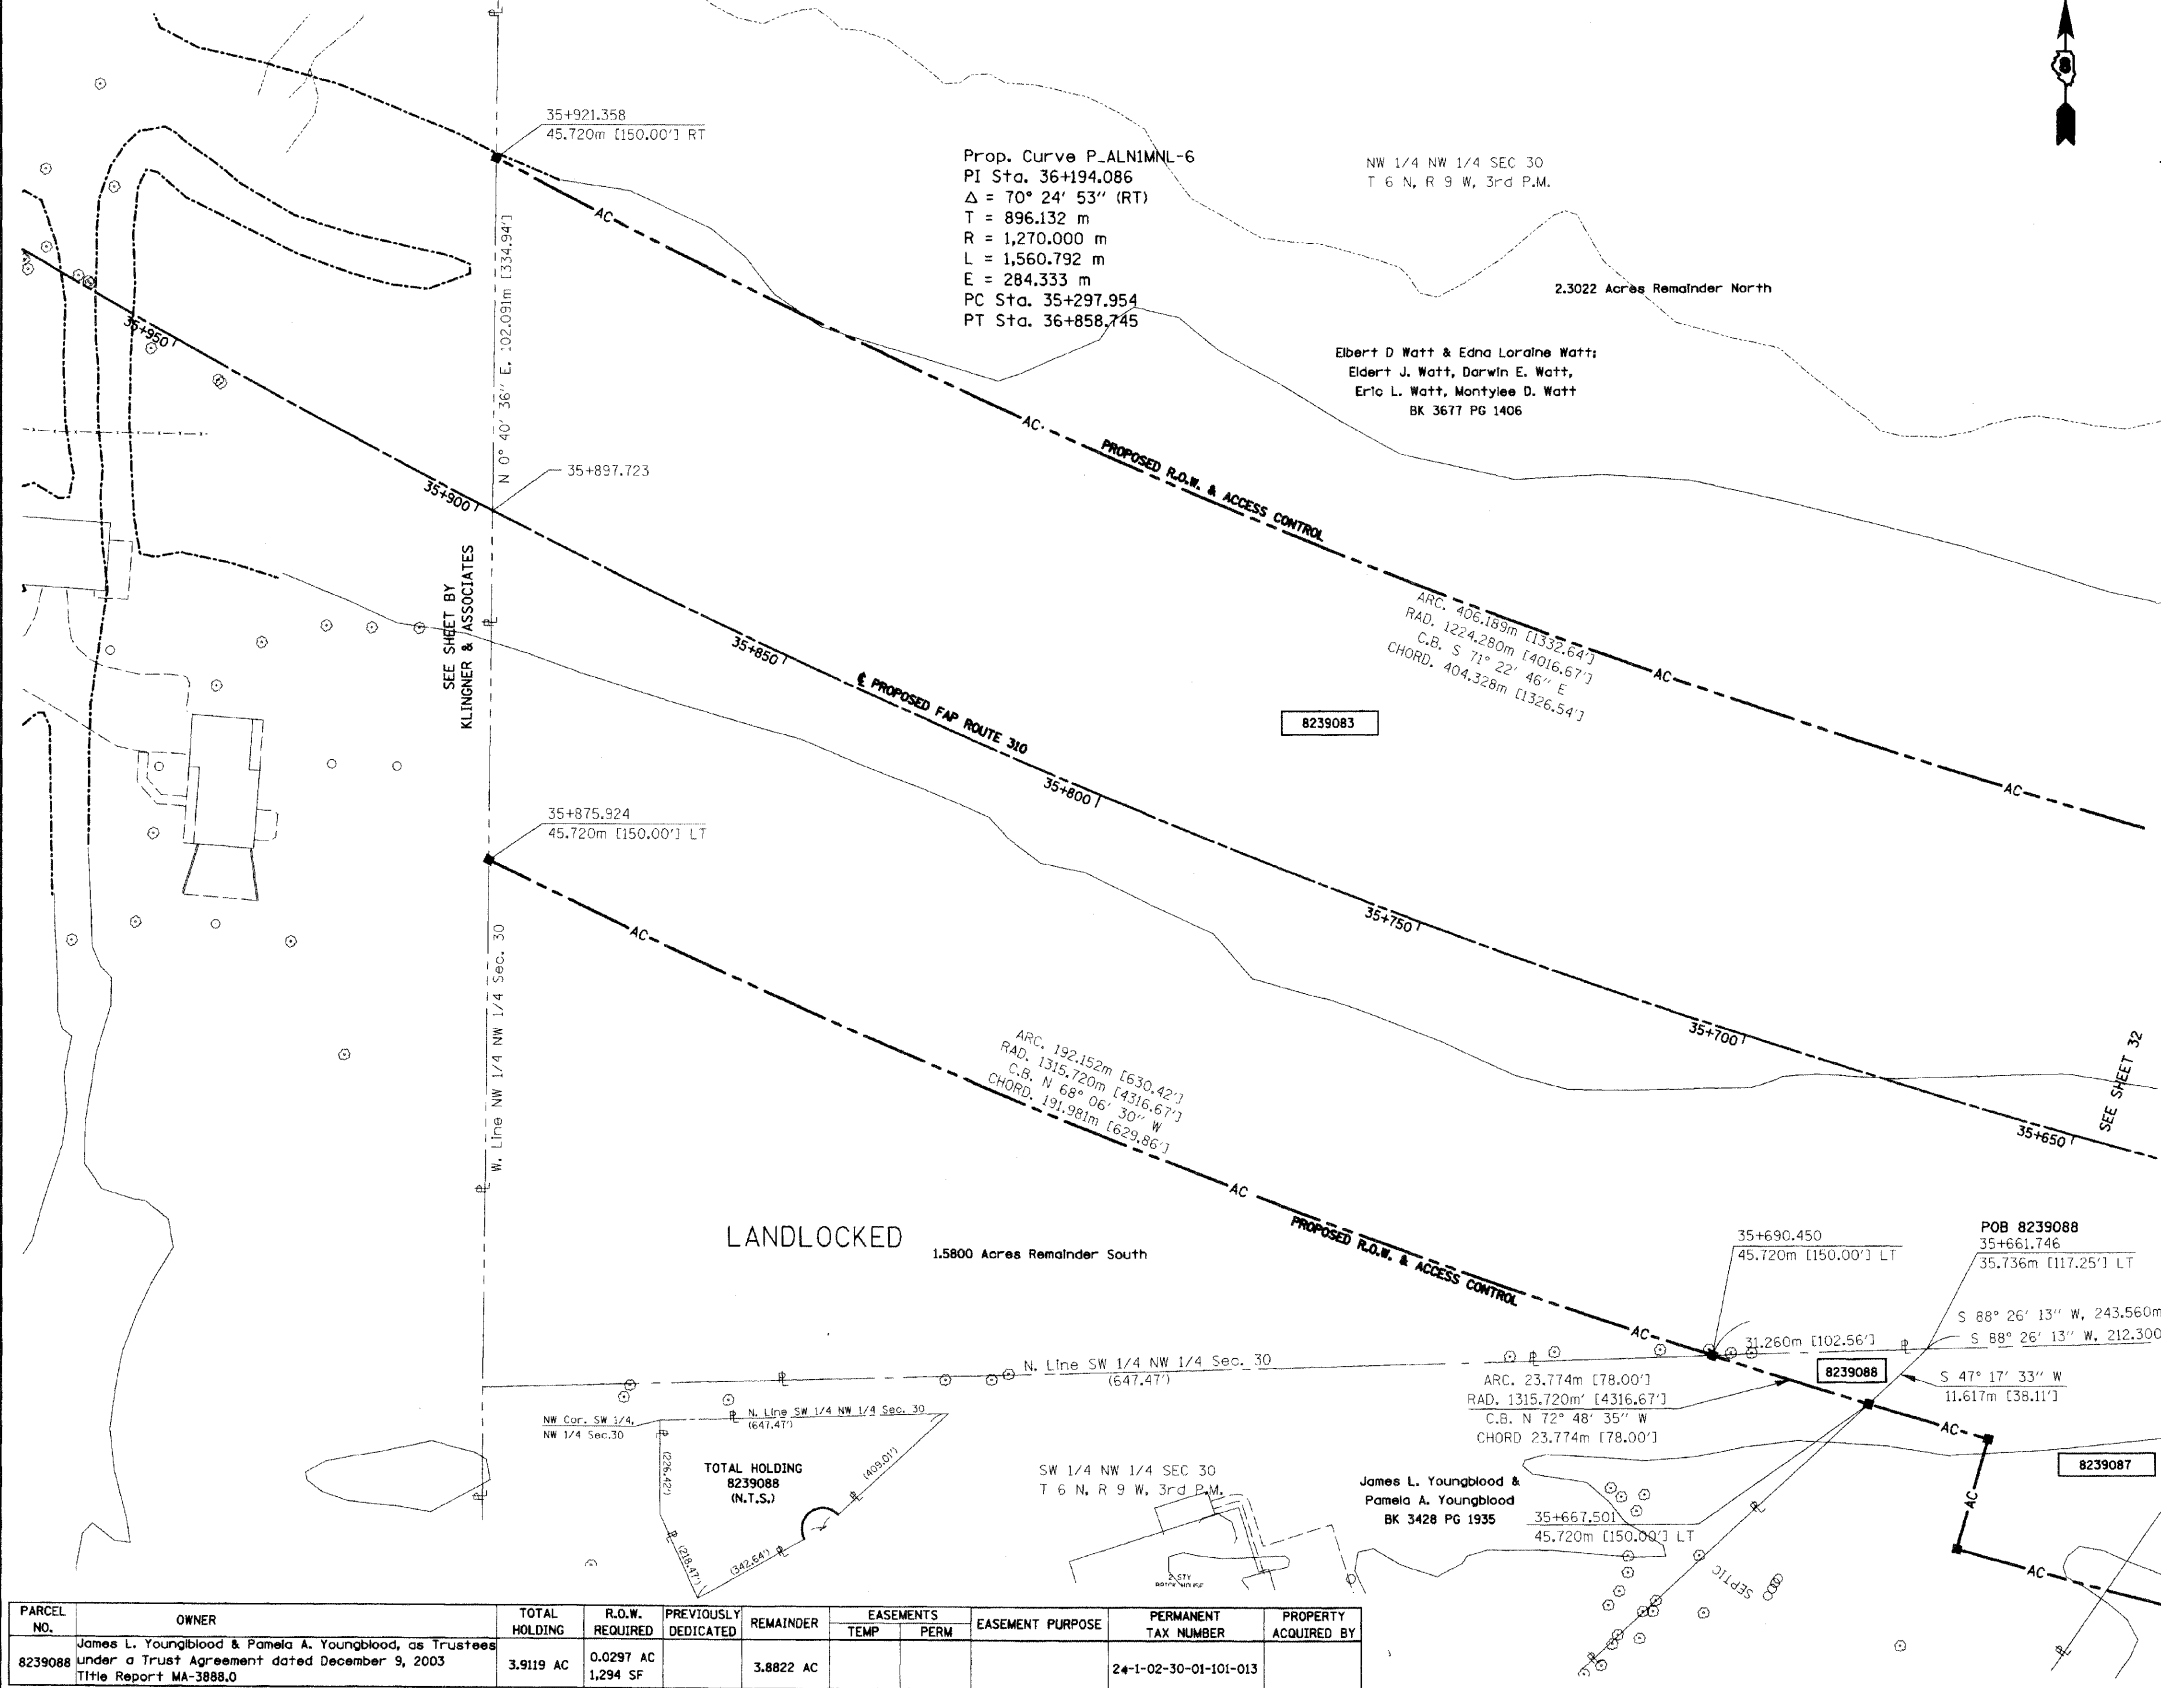 35+921.358
45.720m [150.00'] RT
Prop. Curve P_ALN1MNL-6
PI Sta. 36+194.086
Δ = 70° 24' 53'' (RT)
T = 896.132 m
R = 1,270.000 m
L = 1,560.792 m
E = 284.333 m
PC Sta. 35+297.954
PT Sta. 36+858.745
NW 1/4 NW 1/4 SEC 30
T 6 N, R 9 W, 3rd P.M.
8
2.3022 Acres Remainder North
Elbert D Watt & Edna Loraine Watt;
Eldert J. Watt, Darwin E. Watt,
Eric L. Watt, Montylee D. Watt
BK 3677 PG 1406
AC
N 0° 40' 36'' E, 102.091m [334.94']
35+950
35+897.723
35+900
AC
PROPOSED R.O.W. & ACCESS CONTROL
SEE SHEET BY
KLINGNER & ASSOCIATES
35+850
℄ PROPOSED FAP ROUTE 310
ARC. 406.189m [1332.64']
RAD. 1224.280m [4016.67']
C.B. S 71° 22' 46'' E
CHORD. 404.328m [1326.54']
AC
8239083
35+800
AC
35+875.924
45.720m [150.00'] LT
AC
35+750
W. Line NW 1/4 NW 1/4 Sec. 30
35+700
ARC. 192.152m [630.42']
RAD. 1315.720m [4316.67']
C.B. N 68° 06' 30'' W
CHORD. 191.981m [629.86']
SEE SHEET 32
35+650
AC
LANDLOCKED
1.5800 Acres Remainder South
PROPOSED R.O.W. & ACCESS CONTROL
35+690.450
45.720m [150.00'] LT
POB 8239088
35+661.746
35.736m [117.25'] LT
S 88° 26' 13'' W, 243.560m
S 88° 26' 13'' W, 212.300
AC
31.260m [102.56']
N. Line SW 1/4 NW 1/4 Sec. 30
(647.47')
8239088
ARC. 23.774m [78.00']
RAD. 1315.720m' [4316.67']
C.B. N 72° 48' 35'' W
CHORD 23.774m [78.00']
S 47° 17' 33'' W
11.617m [38.11']
NW Cor. SW 1/4,
NW 1/4 Sec.30
N. Line SW 1/4 NW 1/4 Sec. 30
(647.47')
(226.42')
(409.01')
TOTAL HOLDING
8239088
(N.T.S.)
(218.47')
(342.64')
SW 1/4 NW 1/4 SEC 30
T 6 N, R 9 W, 3rd P.M.
2 STY
BRICK HOUSE
James L. Youngblood &
Pamela A. Youngblood
BK 3428 PG 1935
35+667.501
45.720m [150.00'] LT
AC
8239087
AC
AC
SEPTIC
PARCEL NO. OWNER TOTAL HOLDING R.O.W. REQUIRED PREVIOUSLY DEDICATED REMAINDER EASEMENTS TEMP PERM EASEMENT PURPOSE PERMANENT TAX NUMBER PROPERTY ACQUIRED BY
James L. Younglblood & Pamela A. Youngblood, as Trustees
8239088 under a Trust Agreement dated December 9, 2003 3.9119 AC 0.0297 AC 3.8822 AC 24-1-02-30-01-101-013
Title Report MA-3888.0 1,294 SF